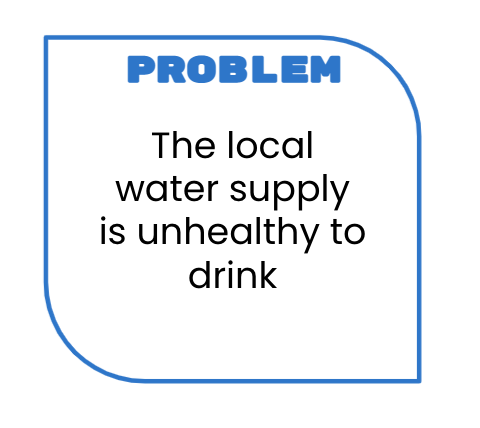 PROBLEM
The local
water supply
is unhealthy to
drink